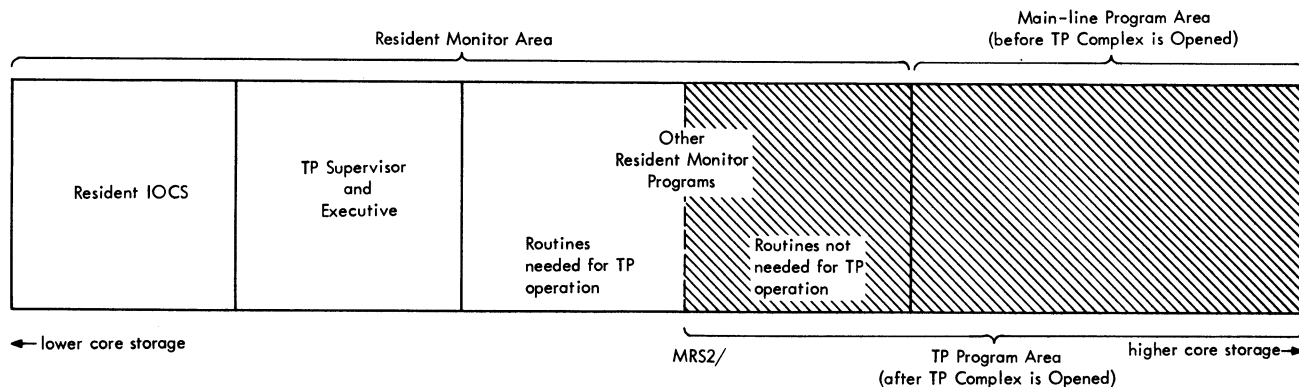 Resident Monitor Area
Main-line Program Area
(before TP Complex is Opened)
Resident IOCS
TP Supervisor
and
Executive
Other
Resident Monitor
Programs
Routines
needed for TP
operation
Routines not
needed for TP
operation
← lower core storage
MRS2/
TP Program Area
(after TP Complex is Opened)
higher core storage→